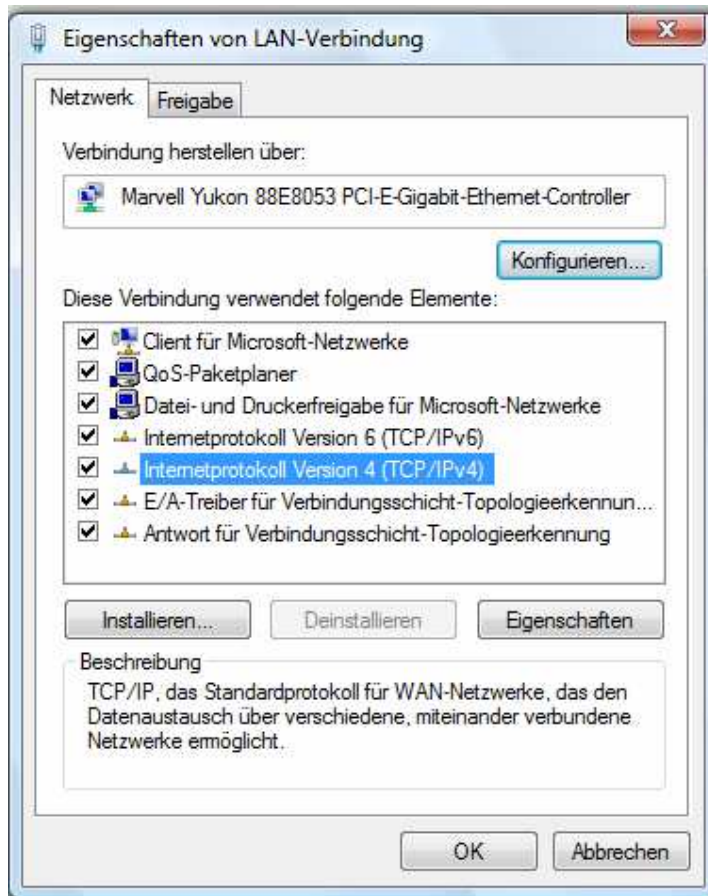 Eigenschaften von LAN-Verbindung
Netzwerk
Freigabe
Verbindung herstellen über:
Marvell Yukon 88E8053 PCI-E-Gigabit-Ethernet-Controller
Konfigurieren...
Diese Verbindung verwendet folgende Elemente:
Client für Microsoft-Netzwerke
QoS-Paketplaner
Datei- und Druckerfreigabe für Microsoft-Netzwerke
Internetprotokoll Version 6 (TCP/IPv6)
Internetprotokoll Version 4 (TCP/IPv4)
E/A-Treiber für Verbindungsschicht-Topologieerkennun...
Antwort für Verbindungsschicht-Topologieerkennung
Installieren...
Deinstallieren
Eigenschaften
Beschreibung
TCP/IP, das Standardprotokoll für WAN-Netzwerke, das den
Datenaustausch über verschiedene, miteinander verbundene
Netzwerke ermöglicht.
OK
Abbrechen